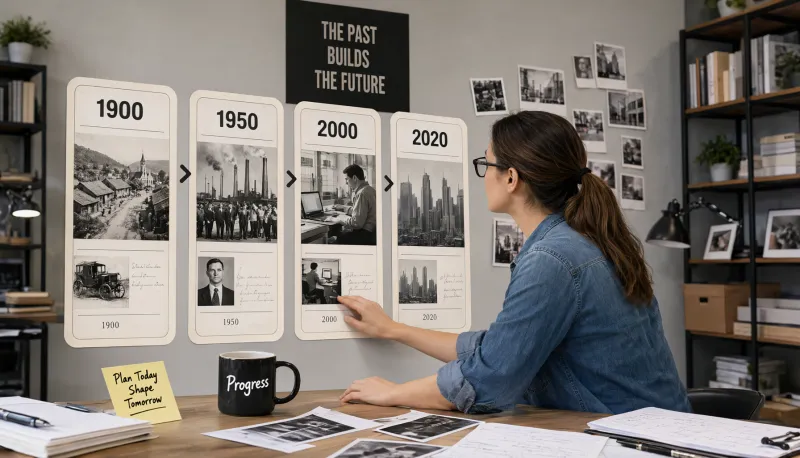 THE PAST
BUILDS
THE FUTURE
1900
1950
2000
2020
1900
1950
2000
2020
Plan Today
Shape
Tomorrow
Progress